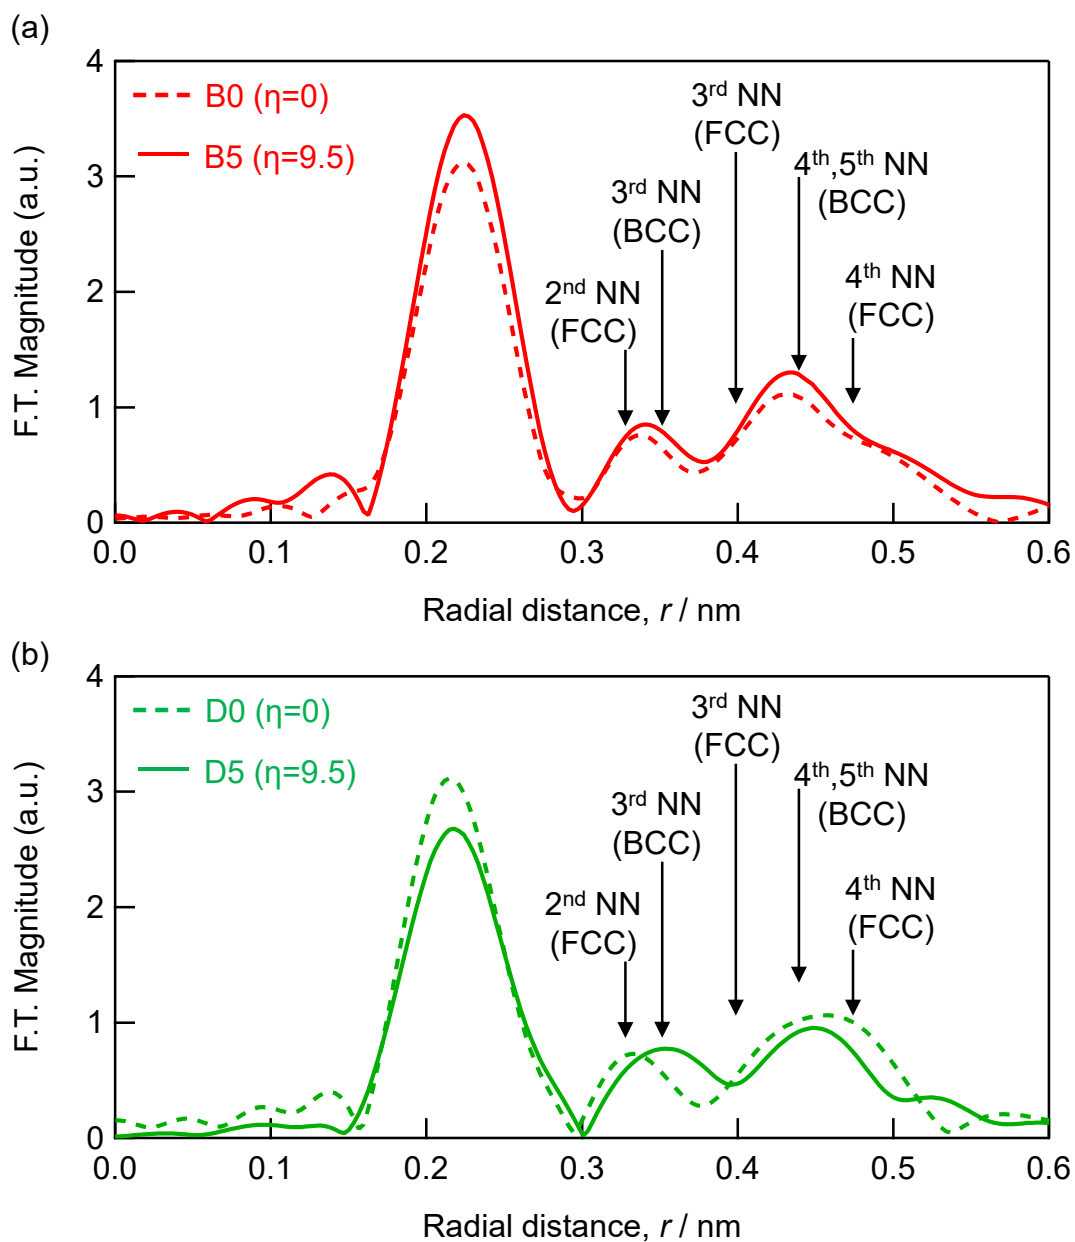 (a)
4
3
2
1
0
F.T. Magnitude (a.u.)
B0 (η=0)
B5 (η=9.5)
2nd NN
(FCC)
3rd NN
(BCC)
3rd NN
(FCC)
4th,5th NN
(BCC)
4th NN
(FCC)
0.0 0.1 0.2 0.3 0.4 0.5 0.6
Radial distance, r / nm
(b)
4
3
2
1
0
F.T. Magnitude (a.u.)
D0 (η=0)
D5 (η=9.5)
2nd NN
(FCC)
3rd NN
(BCC)
3rd NN
(FCC)
4th,5th NN
(BCC)
4th NN
(FCC)
0.0 0.1 0.2 0.3 0.4 0.5 0.6
Radial distance, r / nm